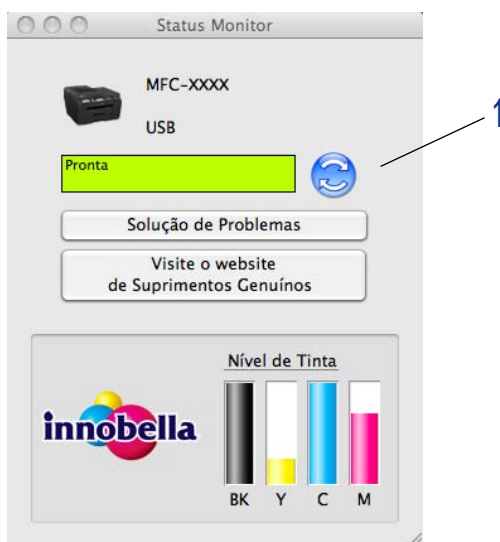 Status Monitor
MFC-XXXX
USB
1
Pronta
Solução de Problemas
Visite o website
de Suprimentos Genuínos
Nível de Tinta
innobella
BK Y C M